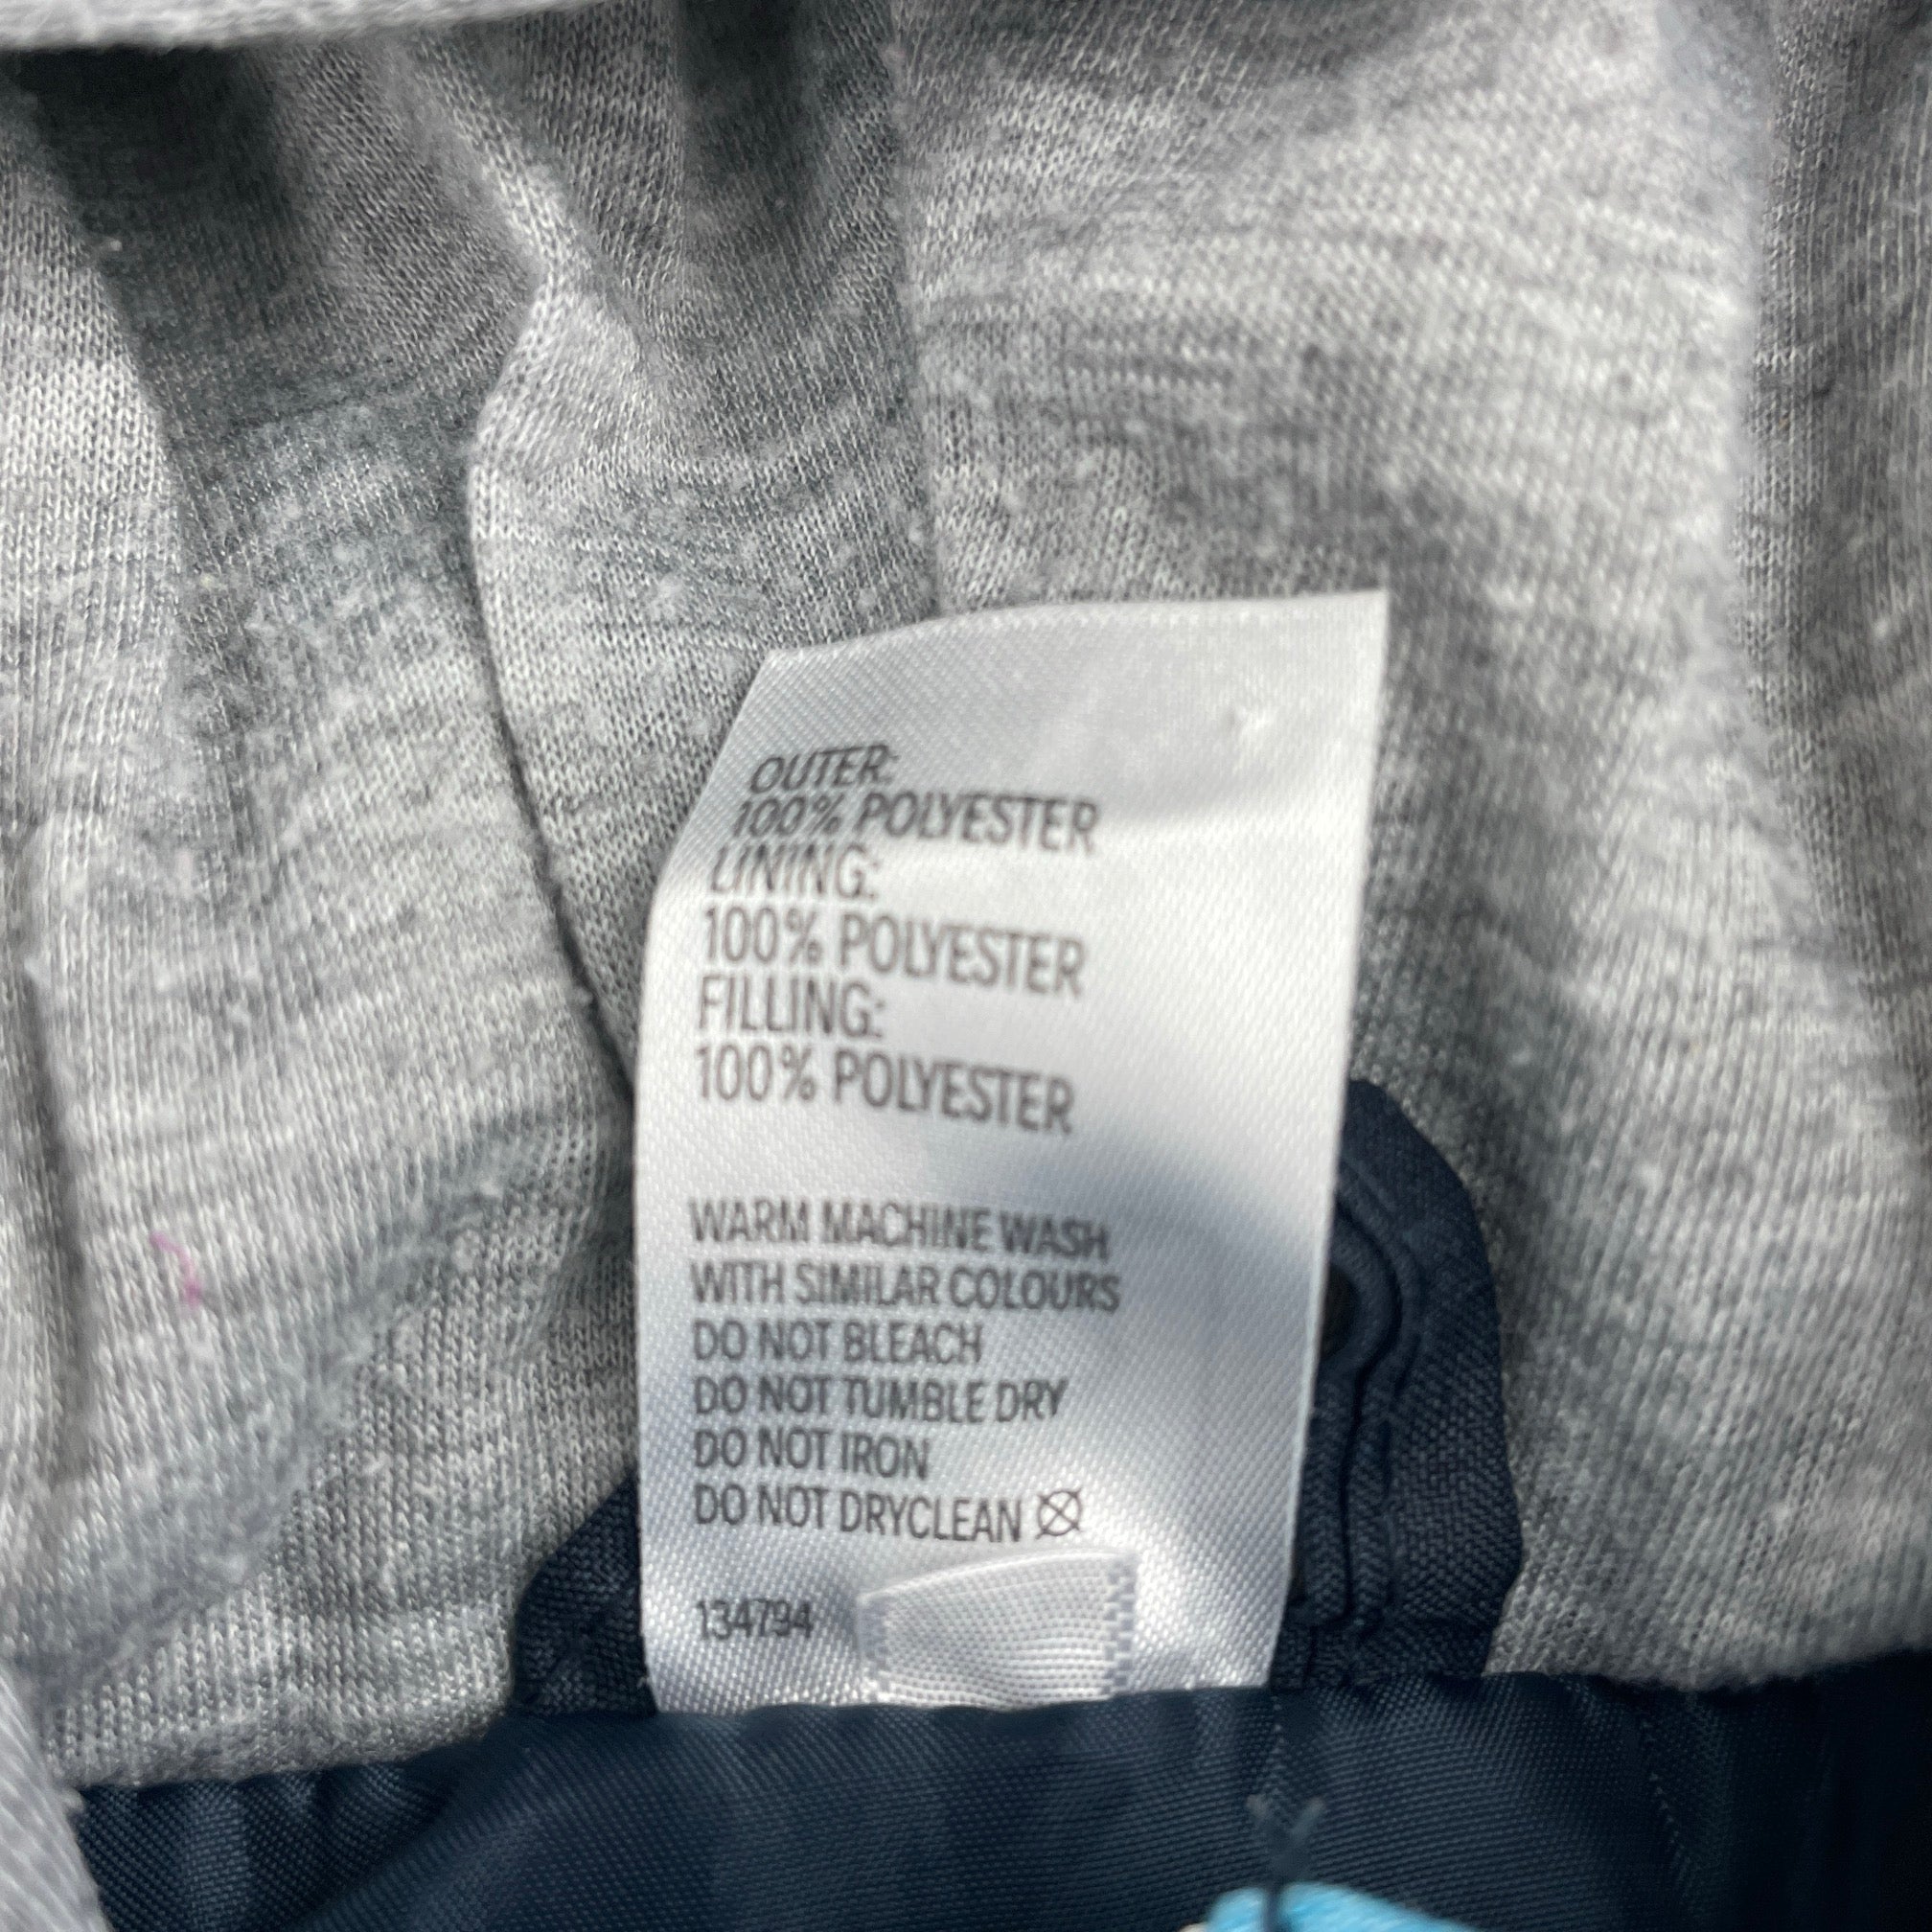 OUTER:
100% POLYESTER
LINING:
100% POLYESTER
FILLING:
100% POLYESTER
WARM MACHINE WASH
WITH SIMILAR COLOURS
DO NOT BLEACH
DO NOT TUMBLE DRY
DO NOT IRON
DO NOT DRYCLEAN
134794